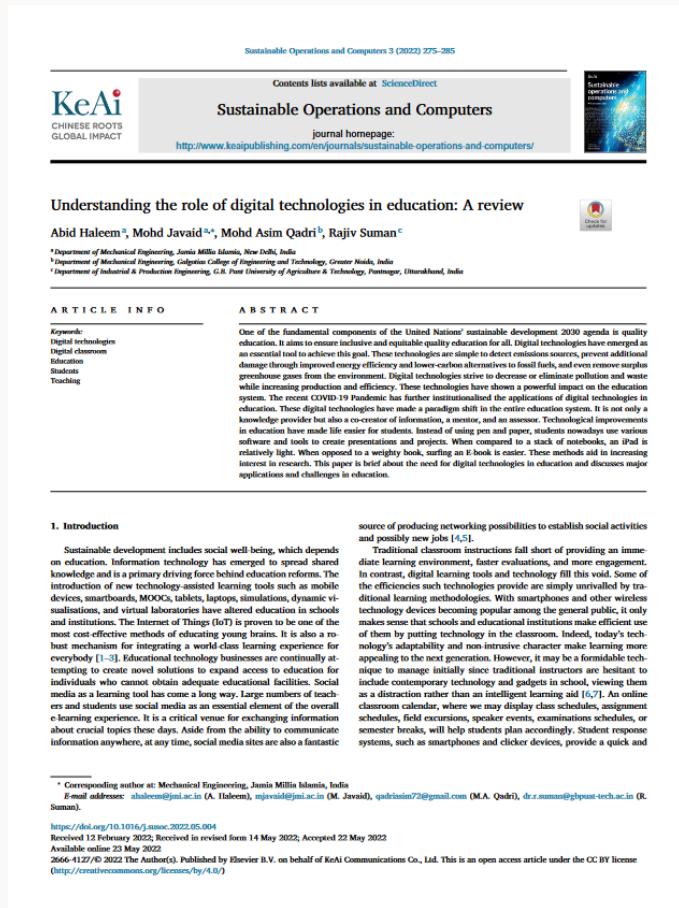 Sustainable Operations and Computers 3 (2022) 275–285
KeAi
CHINESE ROOTS
GLOBAL IMPACT
Contents lists available at ScienceDirect
Sustainable Operations and Computers
journal homepage:
http://www.keaipublishing.com/en/journals/sustainable-operations-and-computers/
Sustainable
operations and
computers
Understanding the role of digital technologies in education: A review
Check for
updates
Abid Haleem a, Mohd Javaid a,*, Mohd Asim Qadri b, Rajiv Suman c
a Department of Mechanical Engineering, Jamia Millia Islamia, New Delhi, India
b Department of Mechanical Engineering, Galgotias College of Engineering and Technology, Greater Noida, India
c Department of Industrial & Production Engineering, G.B. Pant University of Agriculture & Technology, Pantnagar, Uttarakhand, India
ARTICLE INFO
Keywords:
Digital technologies
Digital classroom
Education
Students
Teaching
ABSTRACT
One of the fundamental components of the United Nations' sustainable development 2030 agenda is quality
education. It aims to ensure inclusive and equitable quality education for all. Digital technologies have emerged as
an essential tool to achieve this goal. These technologies are simple to detect emissions sources, prevent additional
damage through improved energy efficiency and lower-carbon alternatives to fossil fuels, and even remove surplus
greenhouse gases from the environment. Digital technologies strive to decrease or eliminate pollution and waste
while increasing production and efficiency. These technologies have shown a powerful impact on the education
system. The recent COVID-19 Pandemic has further institutionalised the applications of digital technologies in
education. These digital technologies have made a paradigm shift in the entire education system. It is not only a
knowledge provider but also a co-creator of information, a mentor, and an assessor. Technological improvements
in education have made life easier for students. Instead of using pen and paper, students nowadays use various
software and tools to create presentations and projects. When compared to a stack of notebooks, an iPad is
relatively light. When opposed to a weighty book, surfing an E-book is easier. These methods aid in increasing
interest in research. This paper is brief about the need for digital technologies in education and discusses major
applications and challenges in education.
1. Introduction
Sustainable development includes social well-being, which depends
on education. Information technology has emerged to spread shared
knowledge and is a primary driving force behind education reforms. The
introduction of new technology-assisted learning tools such as mobile
devices, smartboards, MOOCs, tablets, laptops, simulations, dynamic vi-
sualisations, and virtual laboratories have altered education in schools
and institutions. The Internet of Things (IoT) is proven to be one of the
most cost-effective methods of educating young brains. It is also a ro-
bust mechanism for integrating a world-class learning experience for
everybody [1–3]. Educational technology businesses are continually at-
tempting to create novel solutions to expand access to education for
individuals who cannot obtain adequate educational facilities. Social
media as a learning tool has come a long way. Large numbers of teach-
ers and students use social media as an essential element of the overall
e-learning experience. It is a critical venue for exchanging information
about crucial topics these days. Aside from the ability to communicate
information anywhere, at any time, social media sites are also a fantastic
source of producing networking possibilities to establish social activities
and possibly new jobs [4,5].
Traditional classroom instructions fall short of providing an imme-
diate learning environment, faster evaluations, and more engagement.
In contrast, digital learning tools and technology fill this void. Some of
the efficiencies such technologies provide are simply unrivalled by tra-
ditional learning methodologies. With smartphones and other wireless
technology devices becoming popular among the general public, it only
makes sense that schools and educational institutions make efficient use
of them by putting technology in the classroom. Indeed, today's tech-
nology's adaptability and non-intrusive character make learning more
appealing to the next generation. However, it may be a formidable tech-
nique to manage initially since traditional instructors are hesitant to
include contemporary technology and gadgets in school, viewing them
as a distraction rather than an intelligent learning aid [6,7]. An online
classroom calendar, where we may display class schedules, assignment
schedules, field excursions, speaker events, examinations schedules, or
semester breaks, will help students plan accordingly. Student response
systems, such as smartphones and clicker devices, provide a quick and
* Corresponding author at: Mechanical Engineering, Jamia Millia Islamia, India
E-mail addresses: ahaleem@jmi.ac.in (A. Haleem), mjavaid@jmi.ac.in (M. Javaid), qadriasim72@gmail.com (M.A. Qadri), dr.r.suman@gbpuat-tech.ac.in (R.
Suman).
https://doi.org/10.1016/j.susoc.2022.05.004
Received 12 February 2022; Received in revised form 14 May 2022; Accepted 22 May 2022
Available online 23 May 2022
2666-4127/© 2022 The Author(s). Published by Elsevier B.V. on behalf of KeAi Communications Co., Ltd. This is an open access article under the CC BY license
(http://creativecommons.org/licenses/by/4.0/)